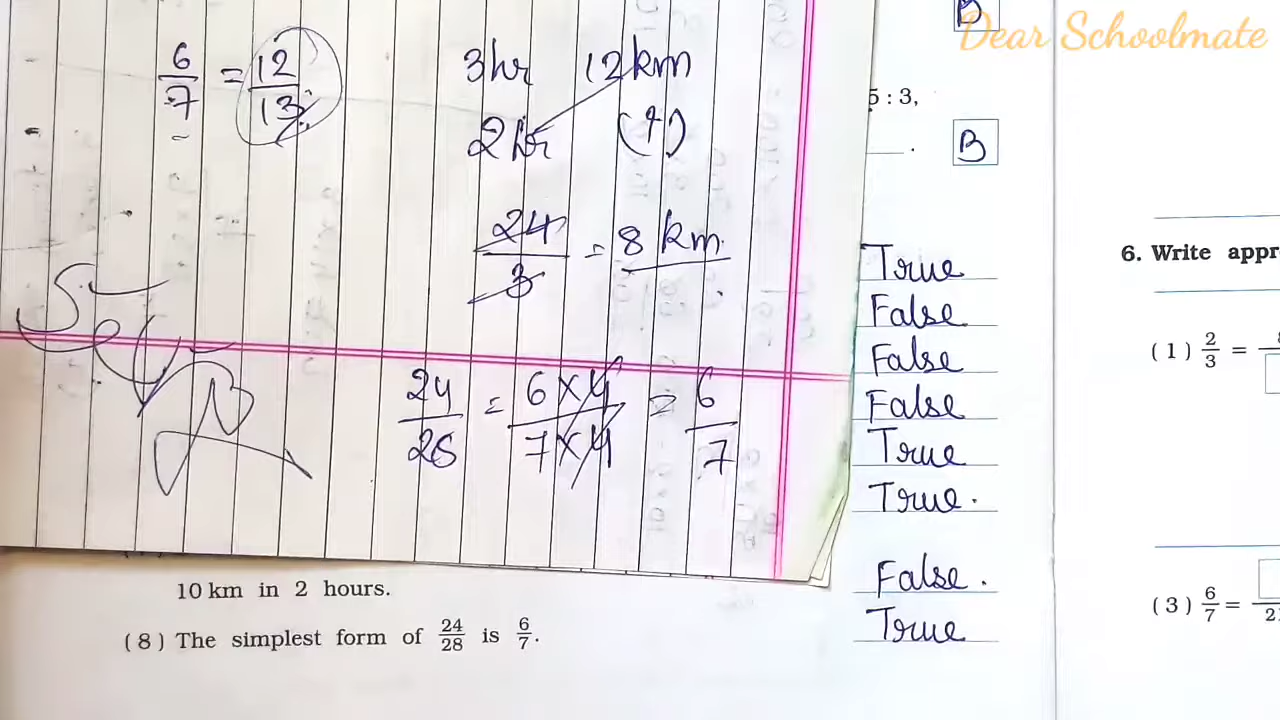 Dear Schoolmate
B
6/7 = 12/13
3hr 12km
2hr (?)
24/3 = 8 km.
24/28 = 6×4/7×4 = 6/7
5 : 3,
B
True
False
False
False
True
True.
False.
True
10 km in 2 hours.
(8) The simplest form of 24/28 is 6/7.
6. Write appr
(1) 2/3 =
(3) 6/7 =